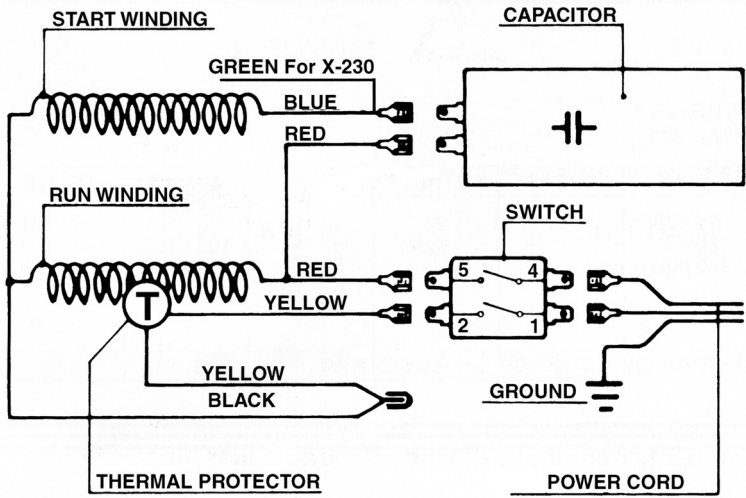 START WINDING
CAPACITOR
GREEN For X-230
BLUE
RED
RUN WINDING
SWITCH
RED
5 4
YELLOW
2 1
YELLOW
BLACK
GROUND
T
THERMAL PROTECTOR
POWER CORD